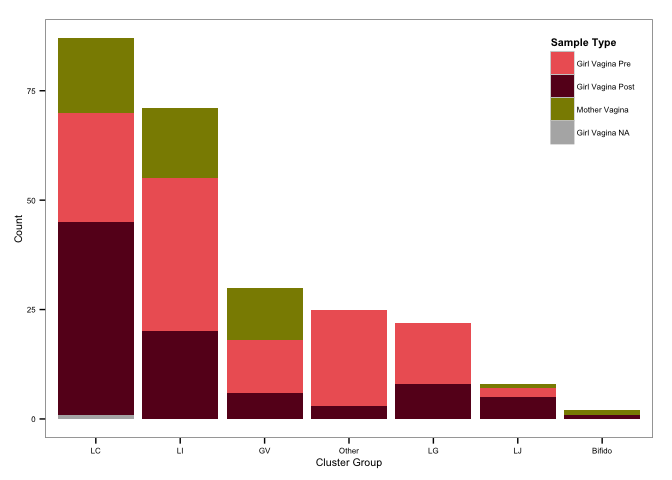 Sample Type
Girl Vagina Pre
Girl Vagina Post
Mother Vagina
Girl Vagina NA
75
50
25
0
Count
LC LI GV Other LG LJ Bifido
Cluster Group